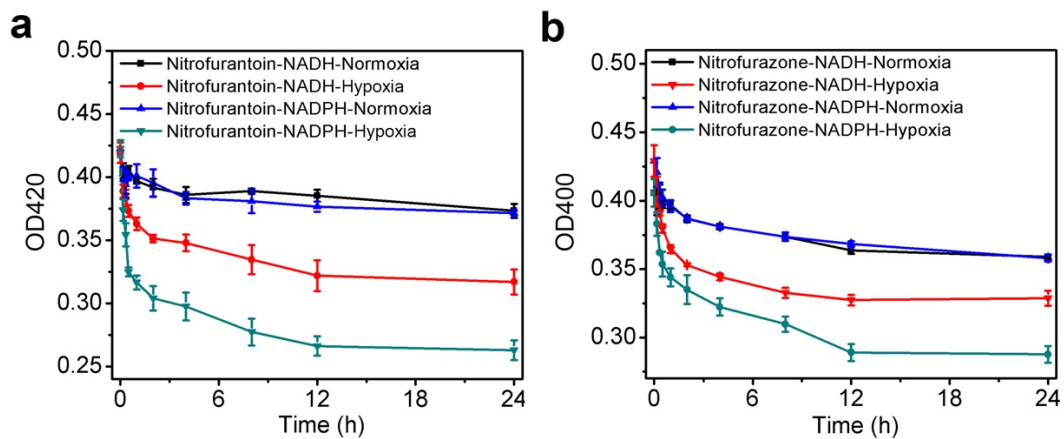 a
0.50
0.45
0.40
0.35
0.30
0.25
OD420
Nitrofurantoin-NADH-Normoxia
Nitrofurantoin-NADH-Hypoxia
Nitrofurantoin-NADPH-Normoxia
Nitrofurantoin-NADPH-Hypoxia
0 6 12 18 24
Time (h)
b
0.50
0.45
0.40
0.35
0.30
OD400
Nitrofurazone-NADH-Normoxia
Nitrofurazone-NADH-Hypoxia
Nitrofurazone-NADPH-Normoxia
Nitrofurazone-NADPH-Hypoxia
0 6 12 18 24
Time (h)